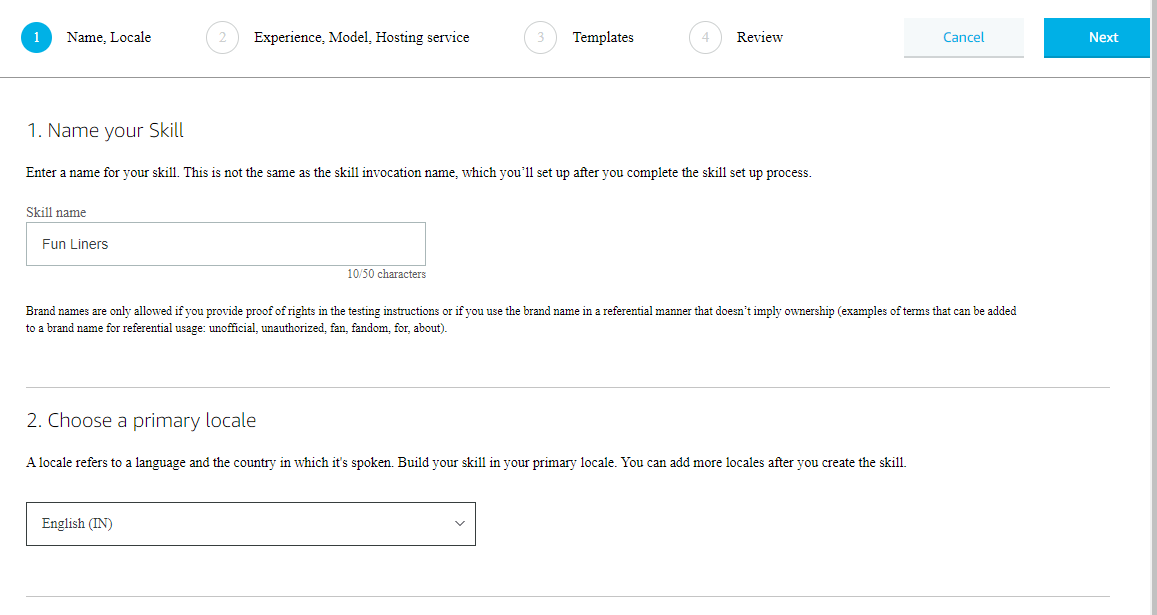 1 Name, Locale 2 Experience, Model, Hosting service 3 Templates 4 Review Cancel Next
1. Name your Skill
Enter a name for your skill. This is not the same as the skill invocation name, which you’ll set up after you complete the skill set up process.
Skill name
Fun Liners
10/50 characters
Brand names are only allowed if you provide proof of rights in the testing instructions or if you use the brand name in a referential manner that doesn’t imply ownership (examples of terms that can be added
to a brand name for referential usage: unofficial, unauthorized, fan, fandom, for, about).
2. Choose a primary locale
A locale refers to a language and the country in which it's spoken. Build your skill in your primary locale. You can add more locales after you create the skill.
English (IN)